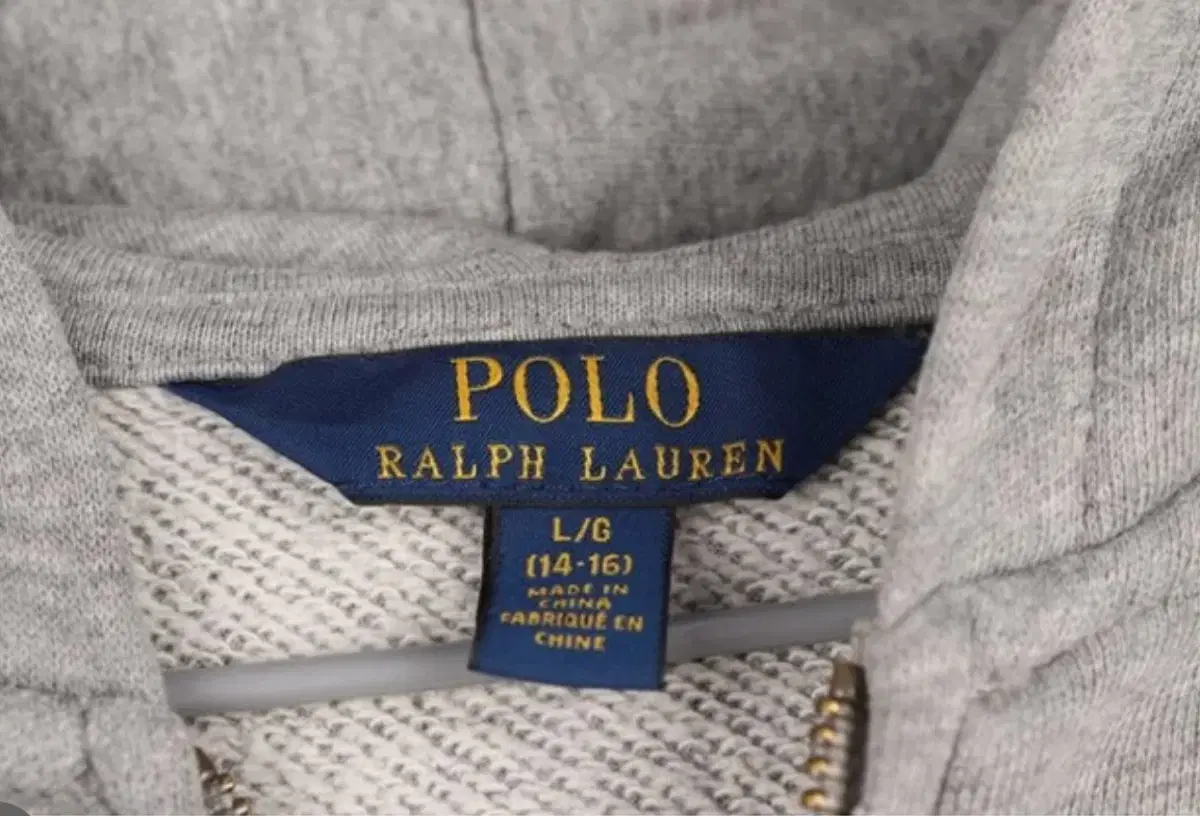 POLO
RALPH LAUREN
L/G
(14-16)
MADE IN
CHINA
FABRIQUÉ EN
CHINE